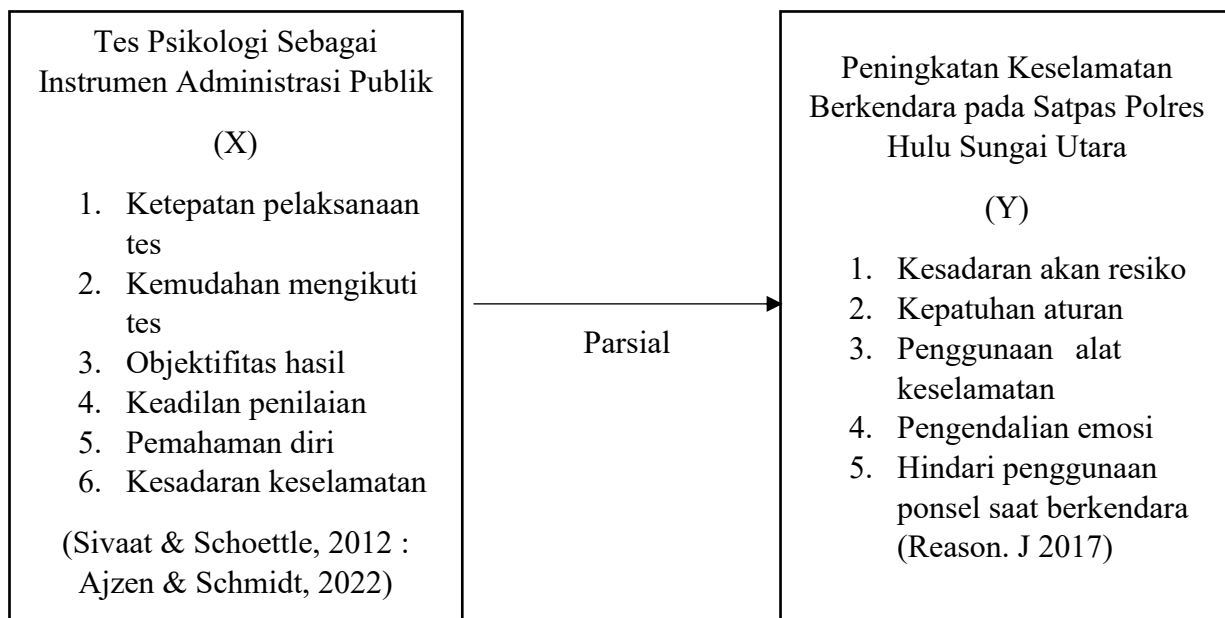 Tes Psikologi Sebagai
Instrumen Administrasi Publik
(X)
1. Ketepatan pelaksanaan
tes
2. Kemudahan mengikuti
tes
3. Objektifitas hasil
4. Keadilan penilaian
5. Pemahaman diri
6. Kesadaran keselamatan
(Sivaat & Schoettle, 2012 :
Ajzen & Schmidt, 2022)
Parsial
Peningkatan Keselamatan
Berkendara pada Satpas Polres
Hulu Sungai Utara
(Y)
1. Kesadaran akan resiko
2. Kepatuhan aturan
3. Penggunaan alat
keselamatan
4. Pengendalian emosi
5. Hindari penggunaan
ponsel saat berkendara
(Reason. J 2017)